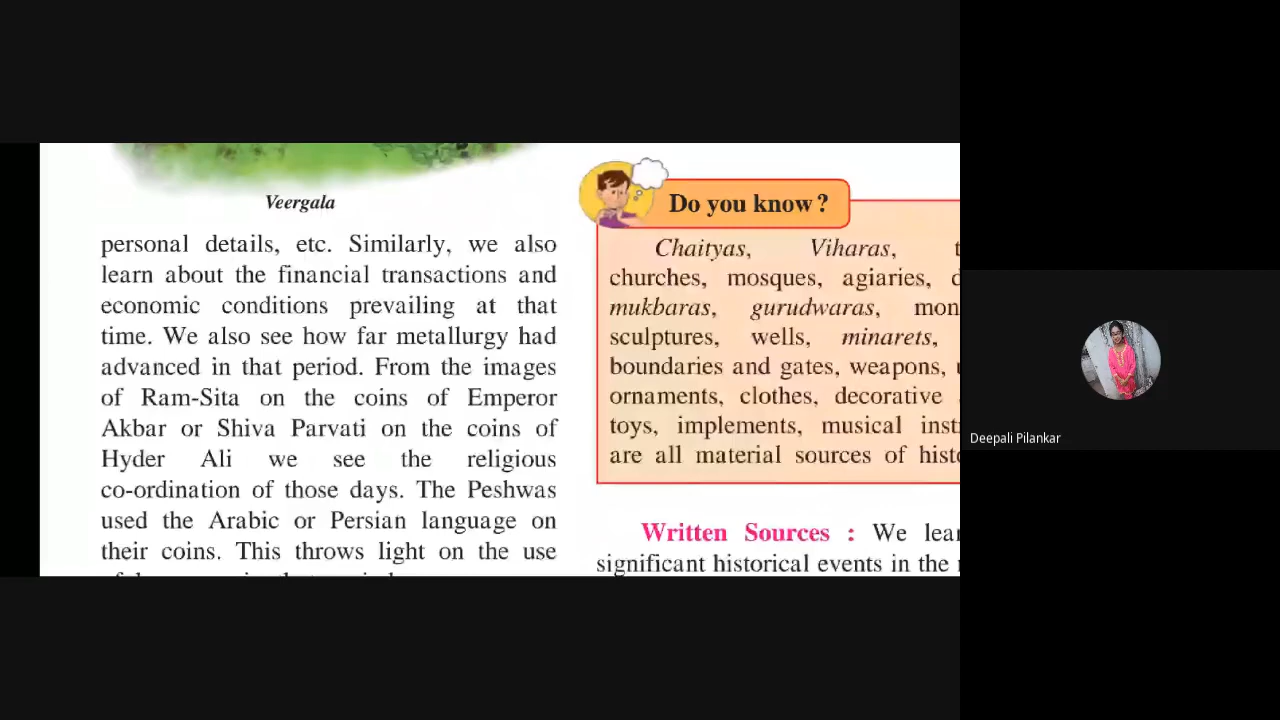 Veergala
personal details, etc. Similarly, we also
learn about the financial transactions and
economic conditions prevailing at that
time. We also see how far metallurgy had
advanced in that period. From the images
of Ram-Sita on the coins of Emperor
Akbar or Shiva Parvati on the coins of
Hyder Ali we see the religious
co-ordination of those days. The Peshwas
used the Arabic or Persian language on
their coins. This throws light on the use
Do you know?
Chaityas, Viharas,
churches, mosques, agiaries,
mukbaras, gurudwaras,
sculptures, wells, minarets,
boundaries and gates, weapons,
ornaments, clothes, decorative
toys, implements, musical
are all material sources of
Written Sources : We
significant historical events in the
Deepali Pilankar